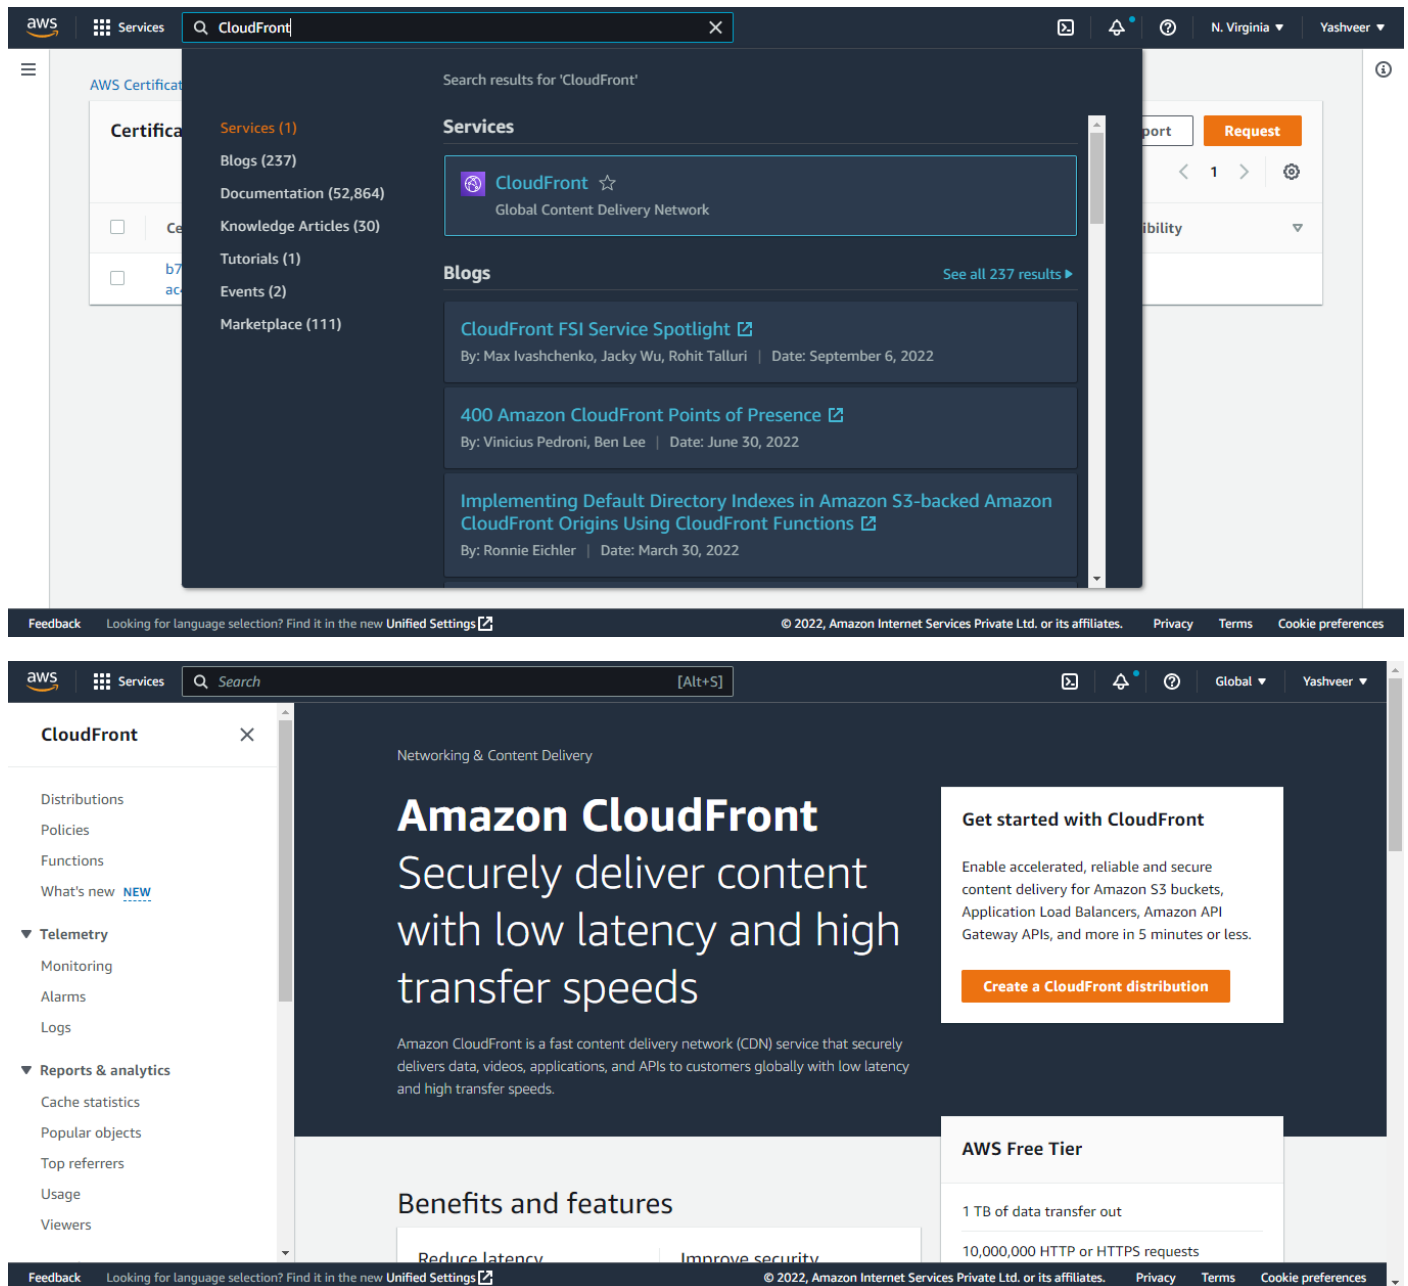 aws
Services
CloudFront
N. Virginia
Yashveer
AWS Certificat
Search results for 'CloudFront'
Certifica
Services (1)
Blogs (237)
Documentation (52,864)
Knowledge Articles (30)
Tutorials (1)
Events (2)
Marketplace (111)
Services
CloudFront
Global Content Delivery Network
Blogs
See all 237 results
CloudFront FSI Service Spotlight
By: Max Ivashchenko, Jacky Wu, Rohit Talluri | Date: September 6, 2022
400 Amazon CloudFront Points of Presence
By: Vinicius Pedroni, Ben Lee | Date: June 30, 2022
Implementing Default Directory Indexes in Amazon S3-backed Amazon
CloudFront Origins Using CloudFront Functions
By: Ronnie Eichler | Date: March 30, 2022
port
Request
1
Ce
ibility
b7
ac
Feedback
Looking for language selection? Find it in the new Unified Settings
© 2022, Amazon Internet Services Private Ltd. or its affiliates.
Privacy
Terms
Cookie preferences
aws
Services
Search
[Alt+S]
Global
Yashveer
CloudFront
Distributions
Policies
Functions
What's new NEW
Telemetry
Monitoring
Alarms
Logs
Reports & analytics
Cache statistics
Popular objects
Top referrers
Usage
Viewers
Networking & Content Delivery
Amazon CloudFront
Securely deliver content
with low latency and high
transfer speeds
Amazon CloudFront is a fast content delivery network (CDN) service that securely
delivers data, videos, applications, and APIs to customers globally with low latency
and high transfer speeds.
Get started with CloudFront
Enable accelerated, reliable and secure
content delivery for Amazon S3 buckets,
Application Load Balancers, Amazon API
Gateway APIs, and more in 5 minutes or less.
Create a CloudFront distribution
AWS Free Tier
1 TB of data transfer out
10,000,000 HTTP or HTTPS requests
Benefits and features
Reduce latency
Improve security
Feedback
Looking for language selection? Find it in the new Unified Settings
© 2022, Amazon Internet Services Private Ltd. or its affiliates.
Privacy
Terms
Cookie preferences